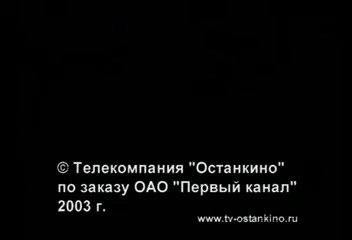 © Телекомпания "Останкино"
по заказу ОАО "Первый канал"
2003 г.
www.tv-ostankino.ru